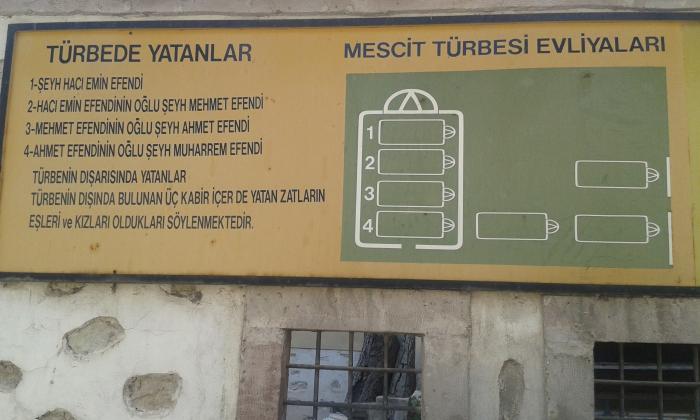 TÜRBEDE YATANLAR
1-ŞEYH HACI EMİN EFENDİ
2-HACI EMİN EFENDİNİN OĞLU ŞEYH MEHMET EFENDİ
3-MEHMET EFENDİNİN OĞLU ŞEYH AHMET EFENDİ
4-AHMET EFENDİNİN OĞLU ŞEYH MUHARREM EFENDİ
TÜRBENİN DIŞARISINDA YATANLAR
TÜRBENİN DIŞINDA BULUNAN ÜÇ KABİR İÇER DE YATAN ZATLARIN
EŞLERİ ve KIZLARI OLDUKLARI SÖYLENMEKTEDİR.
MESCİT TÜRBESİ EVLİYALARI
1
2
3
4